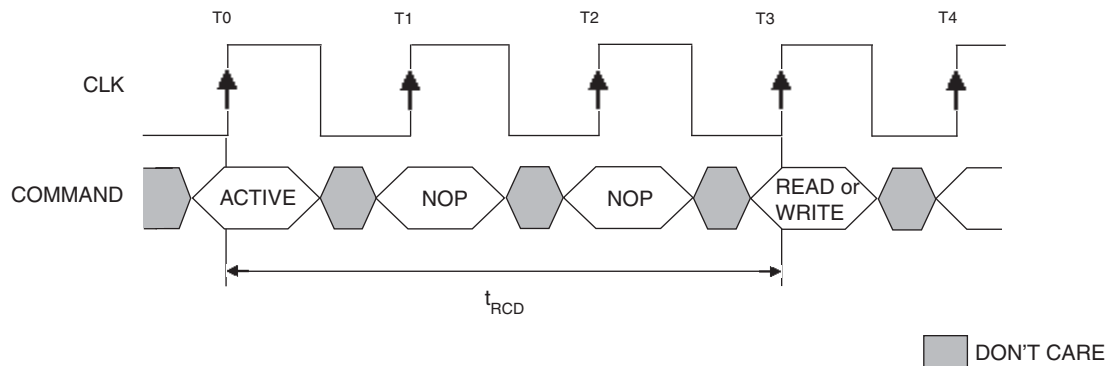 T0 T1 T2 T3 T4
CLK
COMMAND
ACTIVE
NOP
NOP
READ or
WRITE
tRCD
DON'T CARE